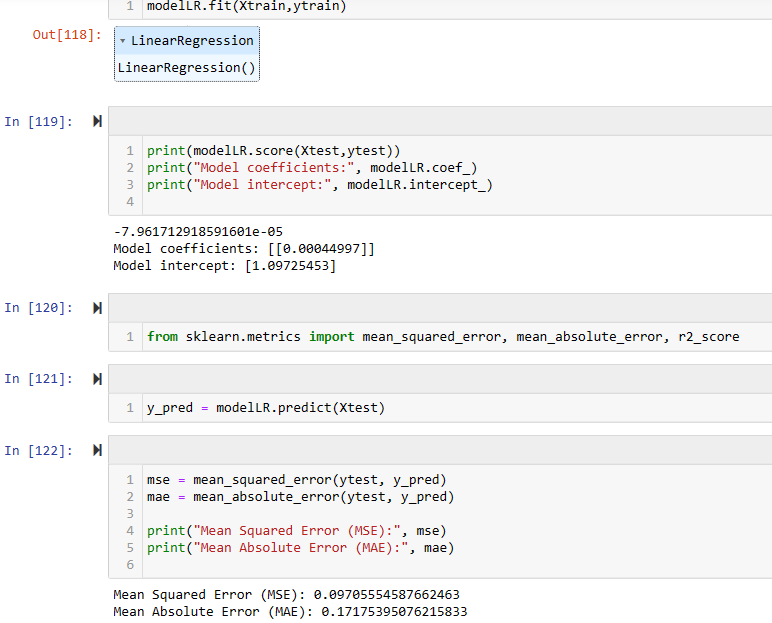 1 modelLR.fit(Xtrain,ytrain)
Out[118]:
▾ LinearRegression
LinearRegression()
In [119]:
1 print(modelLR.score(Xtest,ytest))
2 print("Model coefficients:", modelLR.coef_)
3 print("Model intercept:", modelLR.intercept_)
4
-7.961712918591601e-05
Model coefficients: [[0.00044997]]
Model intercept: [1.09725453]
In [120]:
1 from sklearn.metrics import mean_squared_error, mean_absolute_error, r2_score
In [121]:
1 y_pred = modelLR.predict(Xtest)
In [122]:
1 mse = mean_squared_error(ytest, y_pred)
2 mae = mean_absolute_error(ytest, y_pred)
3
4 print("Mean Squared Error (MSE):", mse)
5 print("Mean Absolute Error (MAE):", mae)
6
Mean Squared Error (MSE): 0.09705554587662463
Mean Absolute Error (MAE): 0.17175395076215833